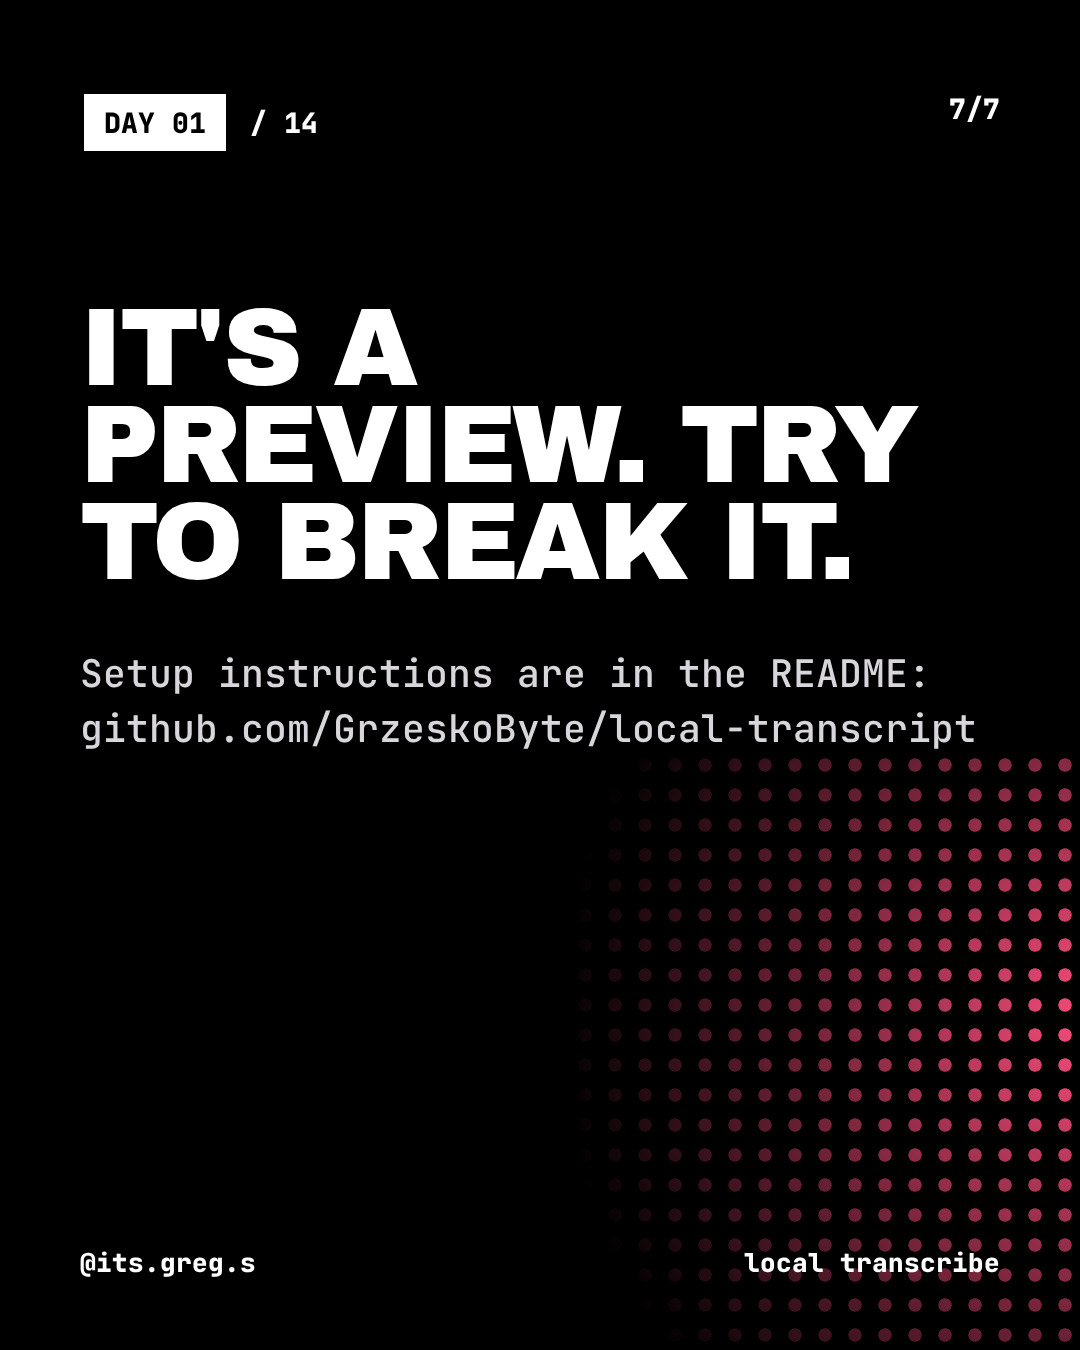 DAY 01 / 14
7/7
IT'S A
PREVIEW. TRY
TO BREAK IT.
Setup instructions are in the README:
github.com/GrzeskoByte/local-transcript
@its.greg.s
local transcribe